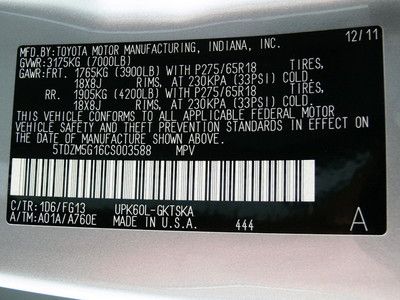 MFD.BY:TOYOTA MOTOR MANUFACTURING, INDIANA, INC.
GVWR:3175KG (7000LB) 12/11
GAWR:FRT. 1765KG (3900LB) WITH P275/65R18 TIRES,
18X8J RIMS, AT 230KPA (33PSI) COLD.
RR. 1905KG (4200LB) WITH P275/65R18 TIRES,
18X8J RIMS, AT 230KPA (33PSI) COLD.
THIS VEHICLE CONFORMS TO ALL APPLICABLE FEDERAL MOTOR
VEHICLE SAFETY AND THEFT PREVENTION STANDARDS IN EFFECT ON
THE DATE OF MANUFACTURE SHOWN ABOVE.
5TDZM5G16CS003588 MPV
C/TR:1D6/FG13 UPK60L-GKTSKA
A/TM:A01A/A760E MADE IN U.S.A. 444 A